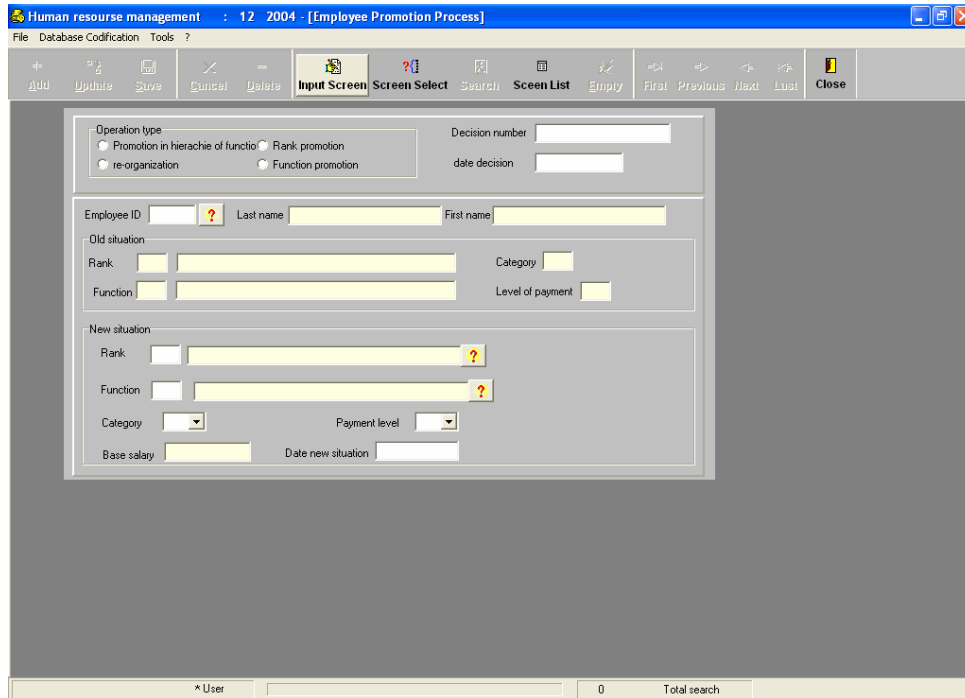 Human resourse management : 12 2004 - [Employee Promotion Process]
File Database Codification Tools ?
Add Update Save Cancel Delete Input Screen Screen Select Search Sceen List Empty First Previous Next Last Close
Operation type
Promotion in hierachie of functio Rank promotion
re-organization Function promotion
Decision number
date decision
Employee ID ? Last name First name
Old situation
Rank Category
Function Level of payment
New situation
Rank ?
Function ?
Category Payment level
Base salary Date new situation
* User 0 Total search